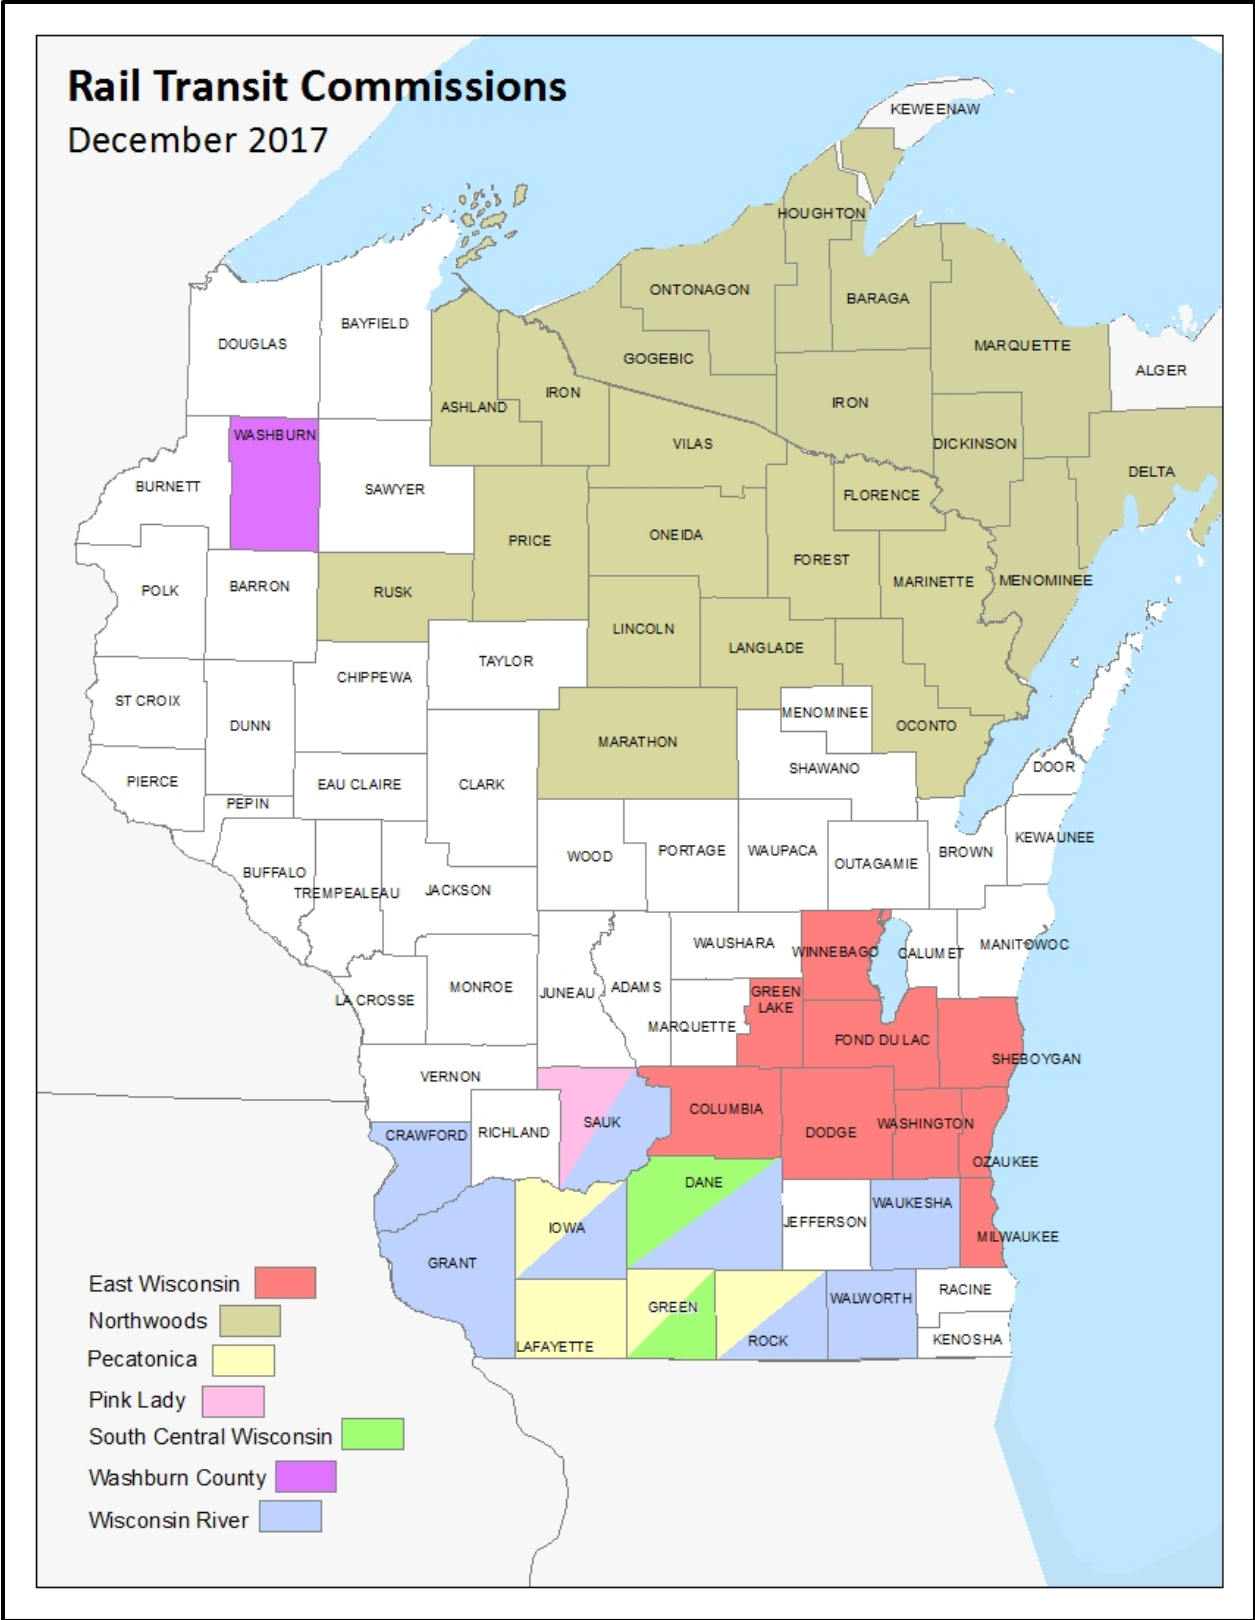 Rail Transit Commissions
December 2017
KEWEENAW
HOUGHTON
ONTONAGON
BARAGA
MARQUETTE
ALGER
GOGEBIC
IRON
DICKINSON
DELTA
MENOMINEE
DOUGLAS
BAYFIELD
ASHLAND
IRON
VILAS
WASHBURN
BURNETT
SAWYER
FLORENCE
PRICE
ONEIDA
FOREST
MARINETTE
POLK
BARRON
RUSK
LINCOLN
LANGLADE
TAYLOR
CHIPPEWA
ST CROIX
DUNN
MENOMINEE
OCONTO
MARATHON
SHAWANO
DOOR
PIERCE
EAU CLAIRE
CLARK
PEPIN
KEWAUNEE
WOOD
PORTAGE
WAUPACA
OUTAGAMIE
BROWN
BUFFALO
TREMPEALEAU
JACKSON
WAUSHARA
WINNEBAGO
CALUMET
MANITOWOC
LA CROSSE
MONROE
JUNEAU
ADAMS
GREEN
LAKE
MARQUETTE
FOND DU LAC
SHEBOYGAN
VERNON
COLUMBIA
DODGE
WASHINGTON
OZAUKEE
SAUK
CRAWFORD
RICHLAND
DANE
IOWA
JEFFERSON
WAUKESHA
MILWAUKEE
GRANT
LAFAYETTE
GREEN
ROCK
WALWORTH
RACINE
KENOSHA
East Wisconsin
Northwoods
Pecatonica
Pink Lady
South Central Wisconsin
Washburn County
Wisconsin River